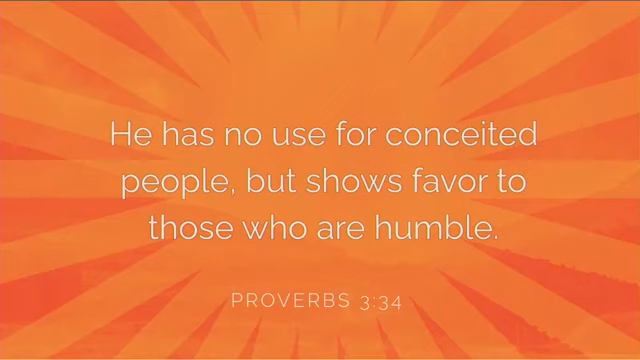 He has no use for conceited
people, but shows favor to
those who are humble.
PROVERBS 3:34